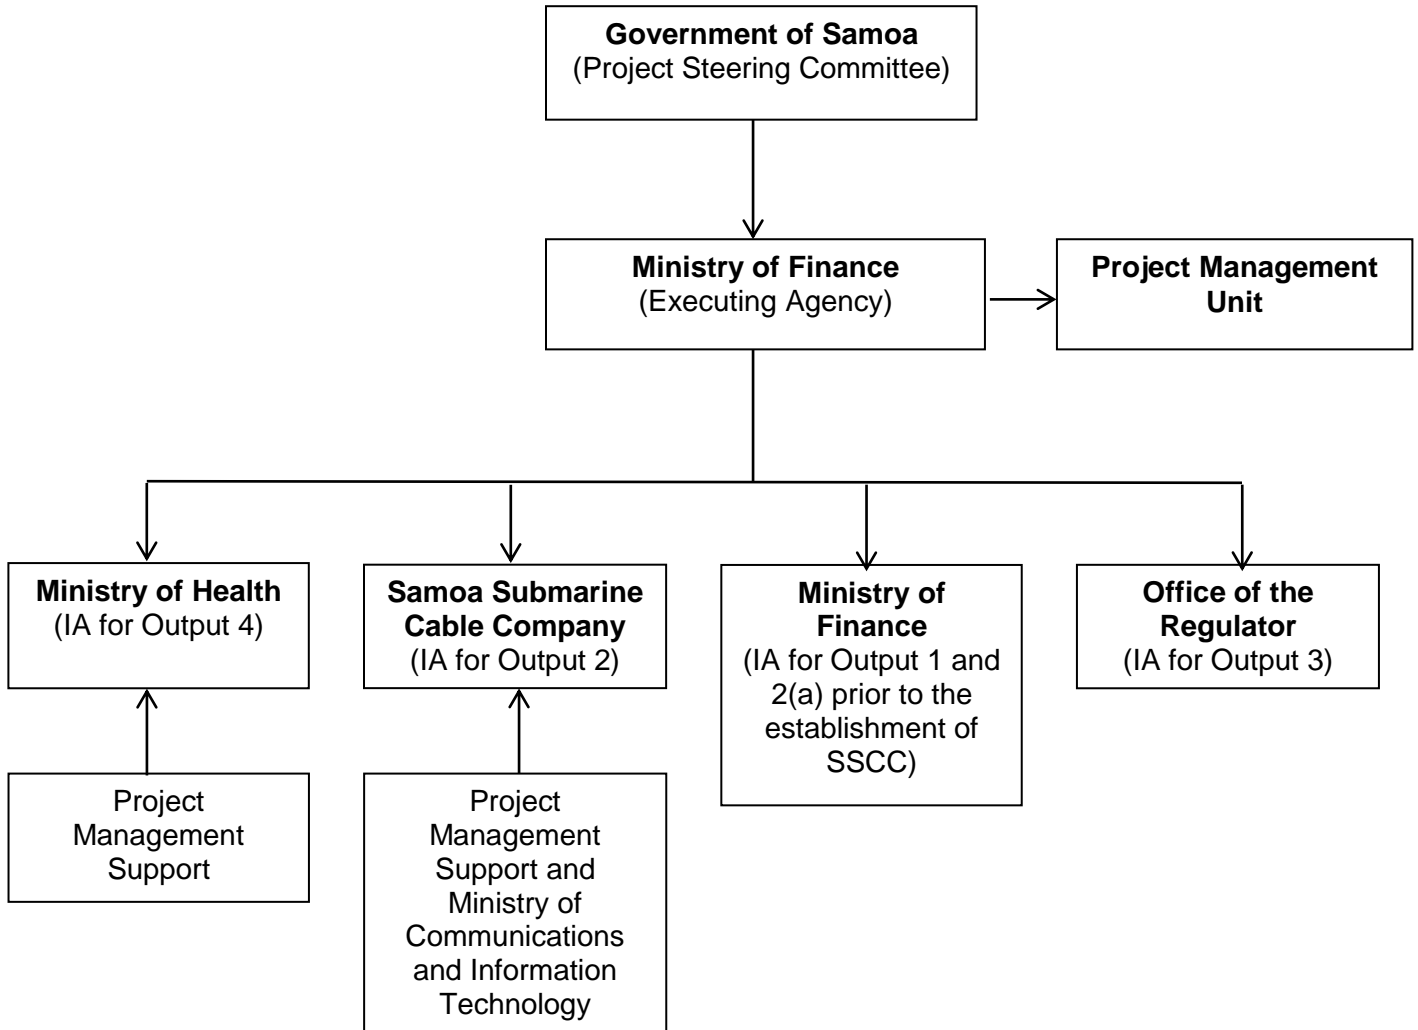 Government of Samoa
(Project Steering Committee)
Ministry of Finance
(Executing Agency)
Project Management
Unit
Ministry of Health
(IA for Output 4)
Samoa Submarine
Cable Company
(IA for Output 2)
Ministry of
Finance
(IA for Output 1 and
2(a) prior to the
establishment of
SSCC)
Office of the
Regulator
(IA for Output 3)
Project
Management
Support
Project
Management
Support and
Ministry of
Communications
and Information
Technology